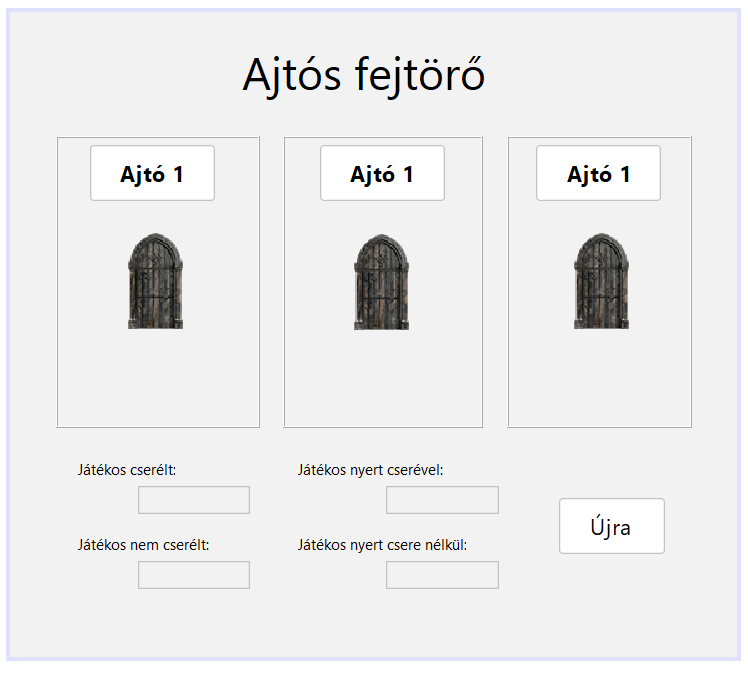 Ajtós fejtörő
Ajtó 1
Ajtó 1
Ajtó 1
Játékos cserélt:
Játékos nyert cserével:
Újra
Játékos nem cserélt:
Játékos nyert csere nélkül: